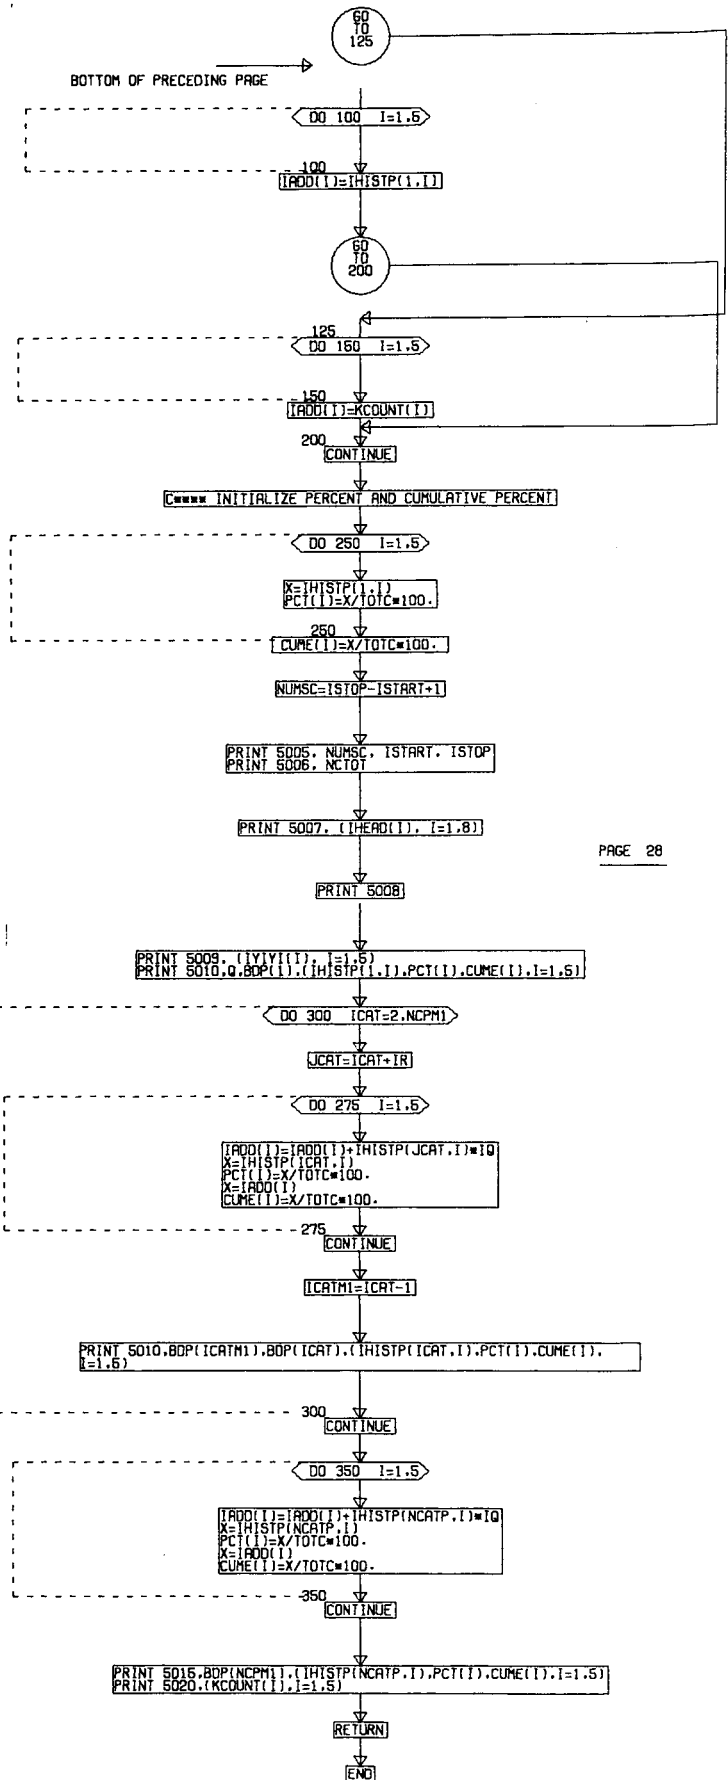 GO
TO
125
BOTTOM OF PRECEDING PAGE
DO 100 I=1.5
100
IADD(I)=IHISTP(1,I)
GO
TO
200
125
DO 150 I=1.5
150
IADD(I)=KCOUNT(I)
200
CONTINUE
C**** INITIALIZE PERCENT AND CUMULATIVE PERCENT
DO 250 I=1.5
X=IHISTP(1,I)
PCT(I)=X/TOTC*100.
250
CUME(I)=X/TOTC*100.
NUMSC=ISTOP-ISTART+1
PRINT 5005. NUMSC. ISTART. ISTOP
PRINT 5006. NCTOT
PRINT 5007. (IHEAD(I). I=1.8)
PAGE 28
PRINT 5008
PRINT 5009. (IYIYI(I). I=1.5)
PRINT 5010.Q.BDP(1).(IHISTP(1.I).PCT(I).CUME(I).I=1.5)
DO 300 ICAT=2.NCPM1
JCAT=ICAT+IR
DO 275 I=1.5
IADD(I)=IADD(I)+IHISTP(JCAT.I)*IQ
X=IHISTP(ICAT.I)
PCT(I)=X/TOTC*100.
X=IADD(I)
CUME(I)=X/TOTC*100.
275
CONTINUE
ICATM1=ICAT-1
PRINT 5010.BDP(ICATM1).BDP(ICAT).(IHISTP(ICAT.I).PCT(I).CUME(I).
I=1.5)
300
CONTINUE
DO 350 I=1.5
IADD(I)=IADD(I)+IHISTP(NCATP.I)*IQ
X=IHISTP(NCATP.I)
PCT(I)=X/TOTC*100.
X=IADD(I)
CUME(I)=X/TOTC*100.
350
CONTINUE
PRINT 5015.BDP(NCPM1).(IHISTP(NCATP.I).PCT(I).CUME(I).I=1.5)
PRINT 5020.(KCOUNT(I).I=1.5)
RETURN
END